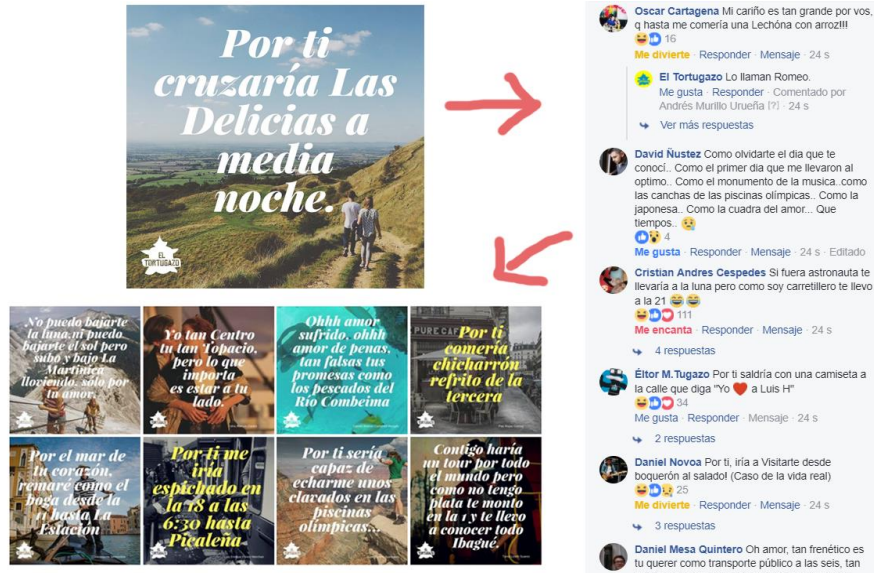 Por ti
cruzaría Las
Delicias a
media
noche.
EL
TORTUGAZO
Oscar Cartagena Mi cariño es tan grande por vos,
q hasta me comería una Lechóna con arroz!!!
16
Me divierte · Responder · Mensaje · 24 s
El Tortugazo Lo llaman Romeo.
Me gusta · Responder · Comentado por
Andrés Murillo Urueña [?] · 24 s
Ver más respuestas
David Ñustez Como olvidarte el dia que te
conocí.. Como el primer dia que me llevaron al
optimo.. Como el monumento de la musica..como
las canchas de las piscinas olímpicas.. Como la
japonesa.. Como la cuadra del amor... Que
tiempos..
4
Me gusta · Responder · Mensaje · 24 s · Editado
Cristian Andres Cespedes Si fuera astronauta te
llevaría a la luna pero como soy carretillero te llevo
a la 21
111
Me encanta · Responder · Mensaje · 24 s
4 respuestas
Éltor M.Tugazo Por ti saldría con una camiseta a
la calle que diga "Yo ❤ a Luis H"
34
Me gusta · Responder · Mensaje · 24 s
2 respuestas
Daniel Novoa Por ti, iría a Visitarte desde
boquerón al salado! (Caso de la vida real)
25
Me divierte · Responder · Mensaje · 24 s
3 respuestas
Daniel Mesa Quintero Oh amor, tan frenético es
tu querer como transporte público a las seis, tan
No puedo bajarte
la luna,ni puedo
bajarte el sol pero
subo y bajo La
Martinica
lloviendo, sólo por
tu amor.
Yo tan Centro
tu tan Topacio,
pero lo que
importa
es estar a tu
lado.
Ohhh amor
sufrido, ohhh
amor de penas,
tan falsas tus
promesas como
los pescados del
Río Combeima
PURE CAF
Por ti
comería
chicharrón
refrito de la
tercera
Por el mar de
tu corazón,
remaré como el
boga desde la
11 hasta La
Estación
Por ti me
iría
espichado en
la 18 a las
6:30 hasta
Picaleña
Por ti sería
capaz de
echarme unos
clavados en las
piscinas
olímpicas...
Contigo haría
un tour por todo
el mundo pero
como no tengo
plata te monto
en la 1 y te llevo
a conocer todo
Ibagué.